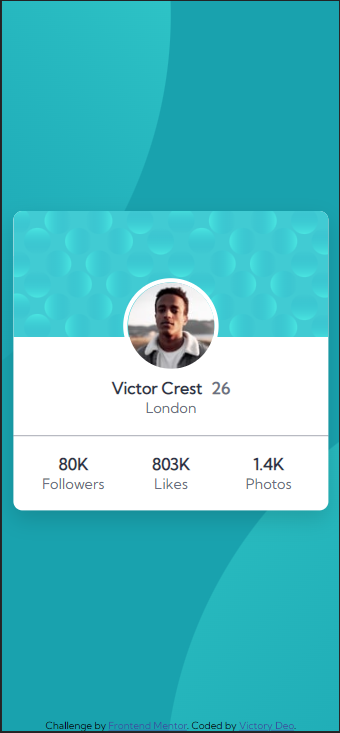 Victor Crest 26
London
80K 803K 1.4K
Followers Likes Photos
Challenge by Frontend Mentor. Coded by Victory Deo.